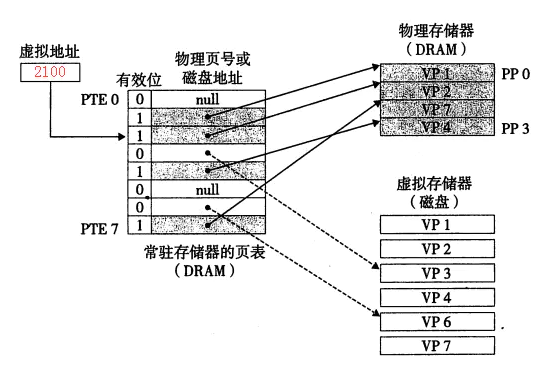 虚拟地址
2100
物理页号或
磁盘地址
有效位
PTE 0
0
null
1
1
0
1
0
null
0
PTE 7
1
常驻存储器的页表
(DRAM)
物理存储器
(DRAM)
VP 1
PP 0
VP 2
VP 7
VP 4
PP 3
虚拟存储器
(磁盘)
VP 1
VP 2
VP 3
VP 4
VP 6
VP 7